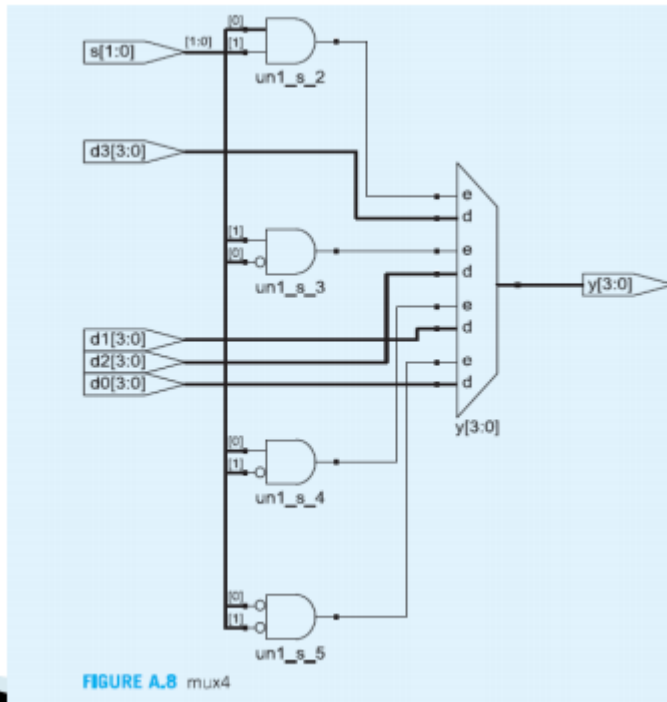 [0]
s[1:0]
[1:0]
[1]
un1_s_2
d3[3:0]
e
d
[1]
e
[0]
d
un1_s_3
y[3:0]
e
d1[3:0]
d
d2[3:0]
e
d0[3:0]
d
y[3:0]
[0]
[1]
un1_s_4
[0]
[1]
un1_s_5
FIGURE A.8 mux4